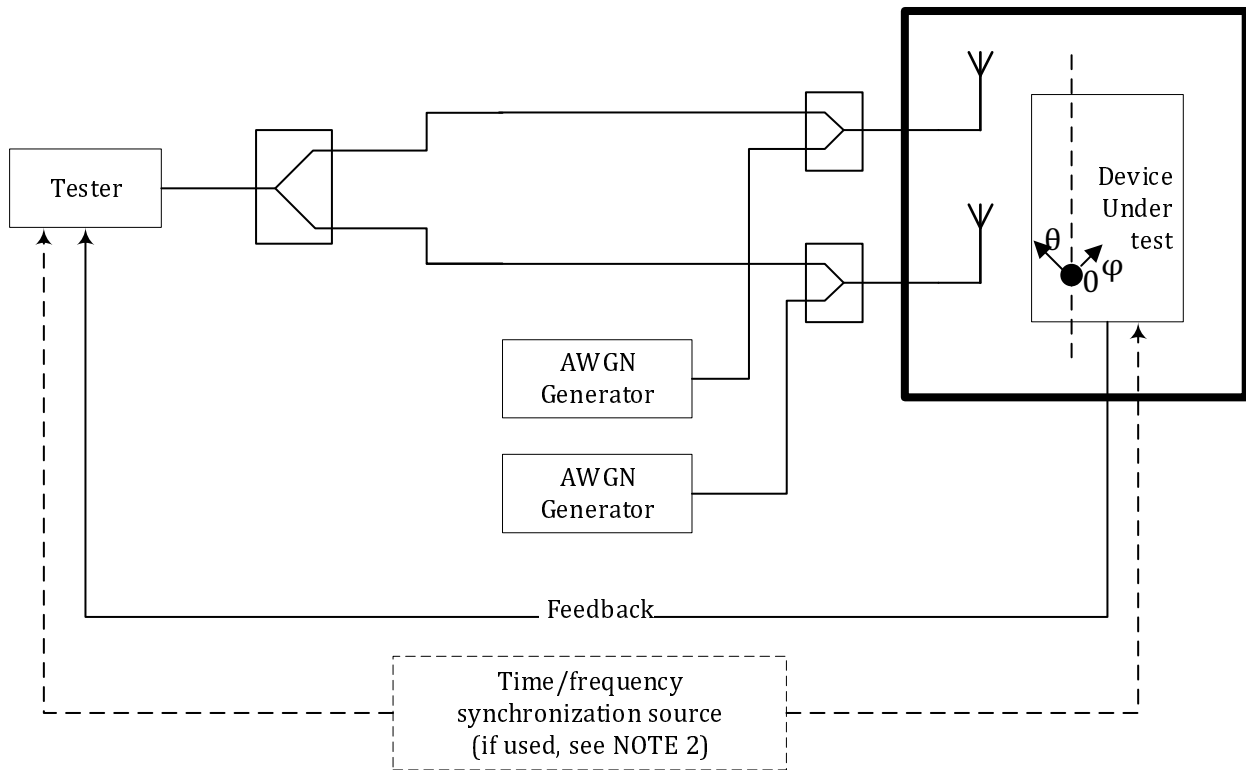 Tester
Device
Under
test
θ
φ
0
AWGN
Generator
AWGN
Generator
Feedback
Time/frequency
synchronization source
(if used, see NOTE 2)